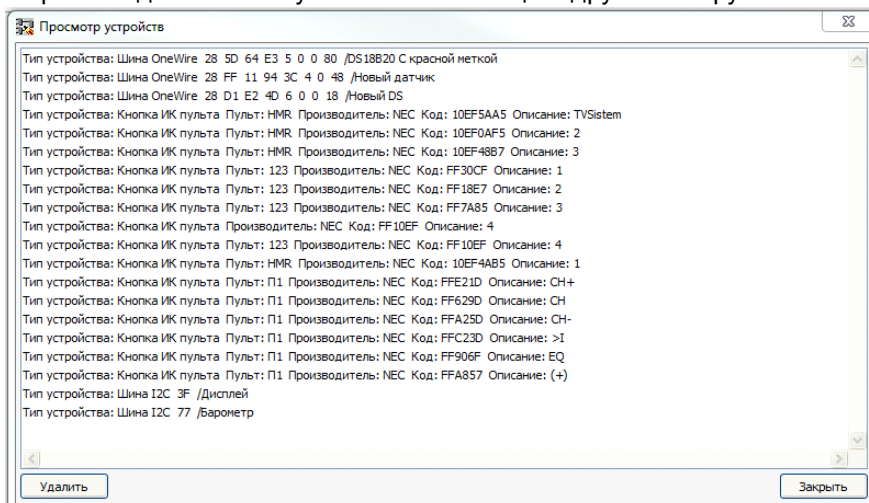 Просмотр устройств
Тип устройства: Шина OneWire 28 5D 64 E3 5 0 0 80 /DS18B20 С красной меткой
Тип устройства: Шина OneWire 28 FF 11 94 3C 4 0 48 /Новый датчик
Тип устройства: Шина OneWire 28 D1 E2 4D 6 0 0 18 /Новый DS
Тип устройства: Кнопка ИК пульта Пульт: HMR Производитель: NEC Код: 10EF5AA5 Описание: TVSistem
Тип устройства: Кнопка ИК пульта Пульт: HMR Производитель: NEC Код: 10EF0AF5 Описание: 2
Тип устройства: Кнопка ИК пульта Пульт: HMR Производитель: NEC Код: 10EF48B7 Описание: 3
Тип устройства: Кнопка ИК пульта Пульт: 123 Производитель: NEC Код: FF30CF Описание: 1
Тип устройства: Кнопка ИК пульта Пульт: 123 Производитель: NEC Код: FF18E7 Описание: 2
Тип устройства: Кнопка ИК пульта Пульт: 123 Производитель: NEC Код: FF7A85 Описание: 3
Тип устройства: Кнопка ИК пульта Производитель: NEC Код: FF10EF Описание: 4
Тип устройства: Кнопка ИК пульта Пульт: 123 Производитель: NEC Код: FF10EF Описание: 4
Тип устройства: Кнопка ИК пульта Пульт: HMR Производитель: NEC Код: 10EF4AB5 Описание: 1
Тип устройства: Кнопка ИК пульта Пульт: П1 Производитель: NEC Код: FFE21D Описание: CH+
Тип устройства: Кнопка ИК пульта Пульт: П1 Производитель: NEC Код: FF629D Описание: CH
Тип устройства: Кнопка ИК пульта Пульт: П1 Производитель: NEC Код: FFA25D Описание: CH-
Тип устройства: Кнопка ИК пульта Пульт: П1 Производитель: NEC Код: FFC23D Описание: >I
Тип устройства: Кнопка ИК пульта Пульт: П1 Производитель: NEC Код: FF906F Описание: EQ
Тип устройства: Кнопка ИК пульта Пульт: П1 Производитель: NEC Код: FFA857 Описание: (+)
Тип устройства: Шина I2C 3F /Дисплей
Тип устройства: Шина I2C 77 /Барометр
Удалить Закрыть